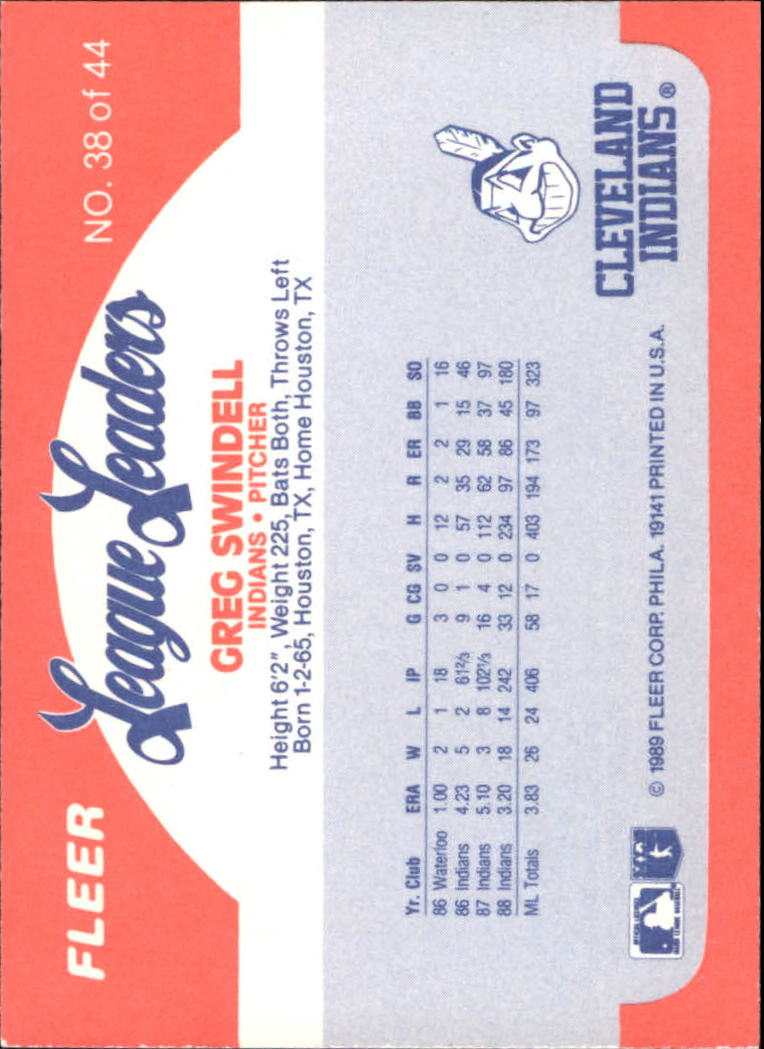 FLEER
League Leaders
NO. 38 of 44
GREG SWINDELL
INDIANS • PITCHER
Height 6'2", Weight 225, Bats Both, Throws Left
Born 1-2-65, Houston, TX, Home Houston, TX
Yr. Club ERA W L IP G CG SV H R ER BB SO
86 Waterloo 1.00 2 1 18 3 0 0 12 2 2 1 16
86 Indians 4.23 5 2 61⅔ 9 1 0 57 35 29 15 46
87 Indians 5.10 3 8 102⅓ 16 4 0 112 62 58 37 97
88 Indians 3.20 18 14 242 33 12 0 234 97 86 45 180
ML Totals 3.83 26 24 406 58 17 0 403 194 173 97 323
CLEVELAND
INDIANS®
© 1989 FLEER CORP. PHILA. 19141 PRINTED IN U.S.A.